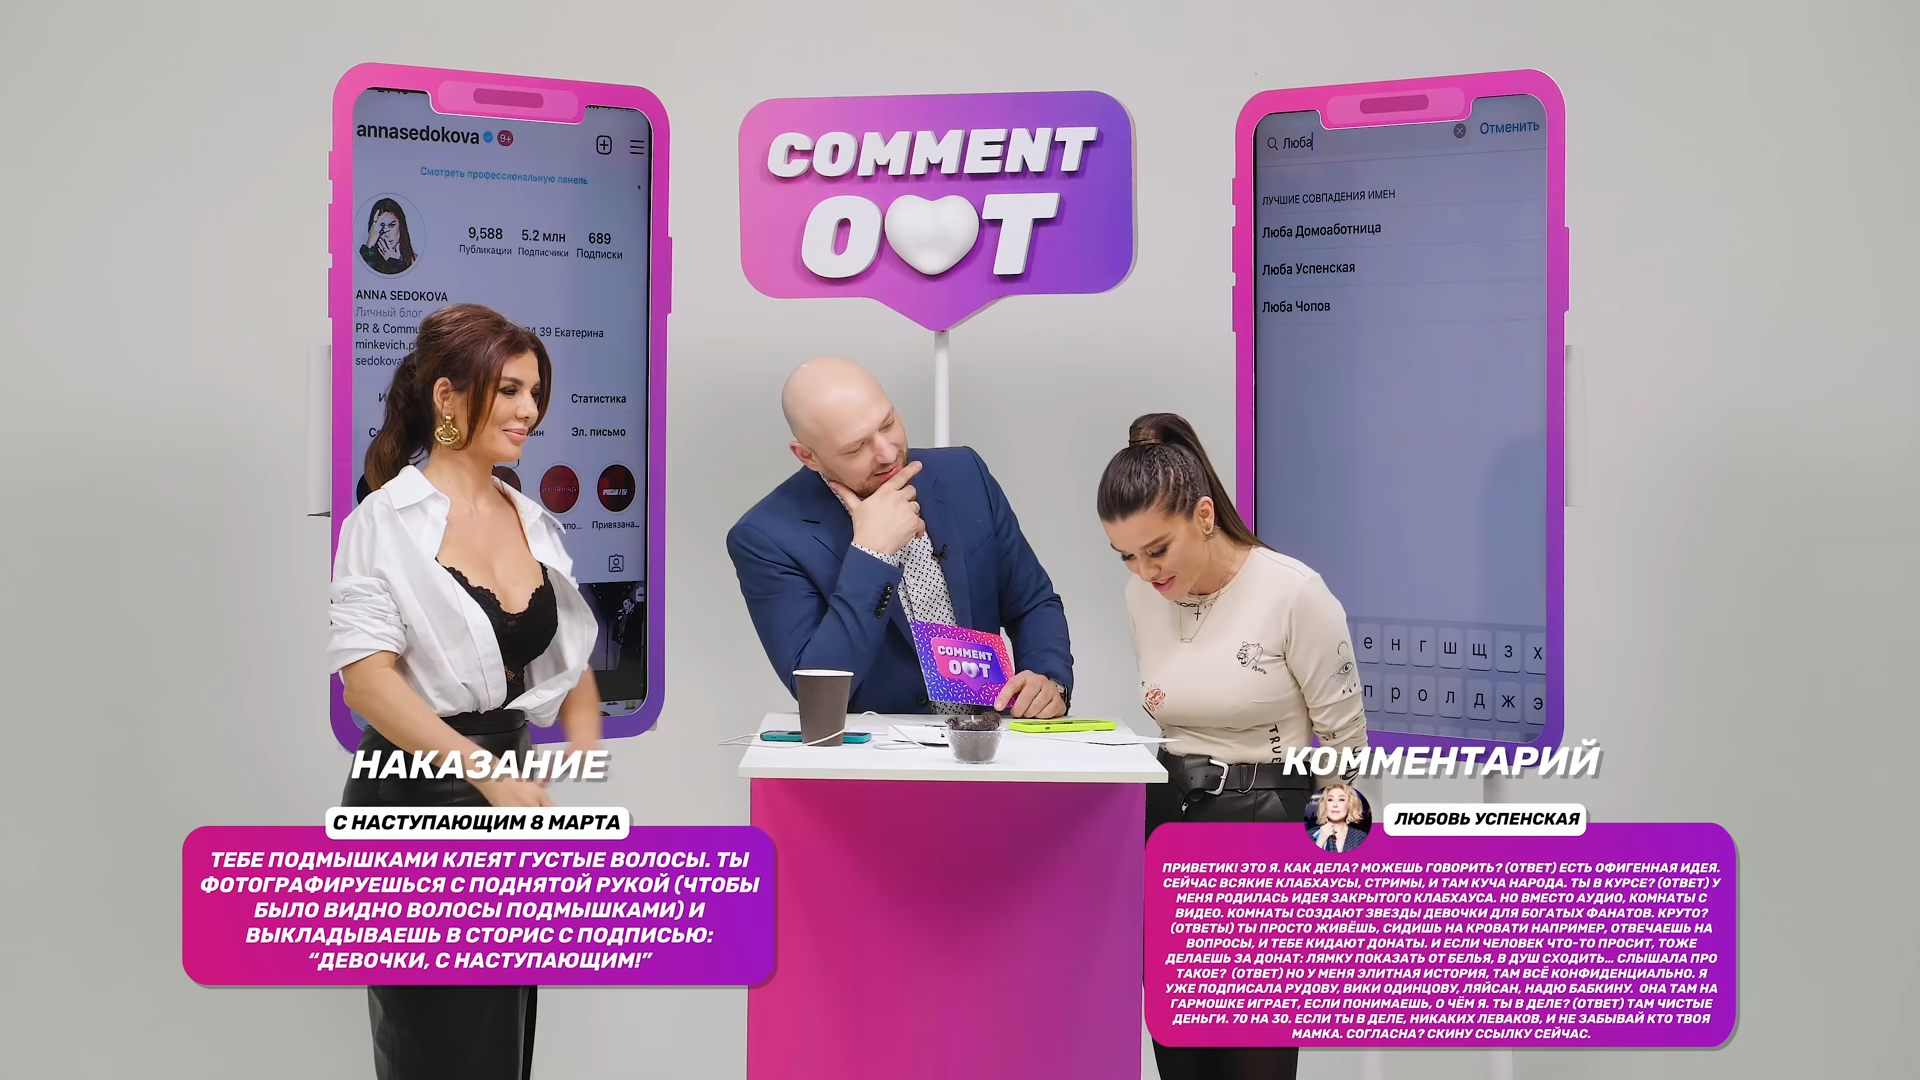 annasedokova 9+
Смотреть профессиональную панель
9,588 5.2 млн 689
Публикации Подписчики Подписки
ANNA SEDOKOVA
Личный блог
PR & Commu 34 39 Екатерина
minkevich.p
sedokova
Статистика
Эл. письмо
Привязана...
COMMENT
OUT
Люба Отменить
ЛУЧШИЕ СОВПАДЕНИЯ ИМЕН
Люба Домоаботница
Люба Успенская
Люба Чопов
е н г ш щ з х
п р о л д ж э
COMMENT
OUT
TRUE
НАКАЗАНИЕ
С НАСТУПАЮЩИМ 8 МАРТА
ТЕБЕ ПОДМЫШКАМИ КЛЕЯТ ГУСТЫЕ ВОЛОСЫ. ТЫ
ФОТОГРАФИРУЕШЬСЯ С ПОДНЯТОЙ РУКОЙ (ЧТОБЫ
БЫЛО ВИДНО ВОЛОСЫ ПОДМЫШКАМИ) И
ВЫКЛАДЫВАЕШЬ В СТОРИС С ПОДПИСЬЮ:
“ДЕВОЧКИ, С НАСТУПАЮЩИМ!”
КОММЕНТАРИЙ
ЛЮБОВЬ УСПЕНСКАЯ
ПРИВЕТИК! ЭТО Я. КАК ДЕЛА? МОЖЕШЬ ГОВОРИТЬ? (ОТВЕТ) ЕСТЬ ОФИГЕННАЯ ИДЕЯ.
СЕЙЧАС ВСЯКИЕ КЛАБХАУСЫ, СТРИМЫ, И ТАМ КУЧА НАРОДА. ТЫ В КУРСЕ? (ОТВЕТ) У
МЕНЯ РОДИЛАСЬ ИДЕЯ ЗАКРЫТОГО КЛАБХАУСА. НО ВМЕСТО АУДИО, КОМНАТЫ С
ВИДЕО. КОМНАТЫ СОЗДАЮТ ЗВЕЗДЫ ДЕВОЧКИ ДЛЯ БОГАТЫХ ФАНАТОВ. КРУТО?
(ОТВЕТЫ) ТЫ ПРОСТО ЖИВЁШЬ, СИДИШЬ НА КРОВАТИ НАПРИМЕР, ОТВЕЧАЕШЬ НА
ВОПРОСЫ, И ТЕБЕ КИДАЮТ ДОНАТЫ. И ЕСЛИ ЧЕЛОВЕК ЧТО-ТО ПРОСИТ, ТОЖЕ
ДЕЛАЕШЬ ЗА ДОНАТ: ЛЯМКУ ПОКАЗАТЬ ОТ БЕЛЬЯ, В ДУШ СХОДИТЬ... СЛЫШАЛА ПРО
ТАКОЕ? (ОТВЕТ) НО У МЕНЯ ЭЛИТНАЯ ИСТОРИЯ, ТАМ ВСЁ КОНФИДЕНЦИАЛЬНО. Я
УЖЕ ПОДПИСАЛА РУДОВУ, ВИКИ ОДИНЦОВУ, ЛЯЙСАН, НАДЮ БАБКИНУ. ОНА ТАМ НА
ГАРМОШКЕ ИГРАЕТ, ЕСЛИ ПОНИМАЕШЬ, О ЧЁМ Я. ТЫ В ДЕЛЕ? (ОТВЕТ) ТАМ ЧИСТЫЕ
ДЕНЬГИ. 70 НА 30. ЕСЛИ ТЫ В ДЕЛЕ, НИКАКИХ ЛЕВАКОВ, И НЕ ЗАБЫВАЙ КТО ТВОЯ
МАМКА. СОГЛАСНА? СКИНУ ССЫЛКУ СЕЙЧАС.